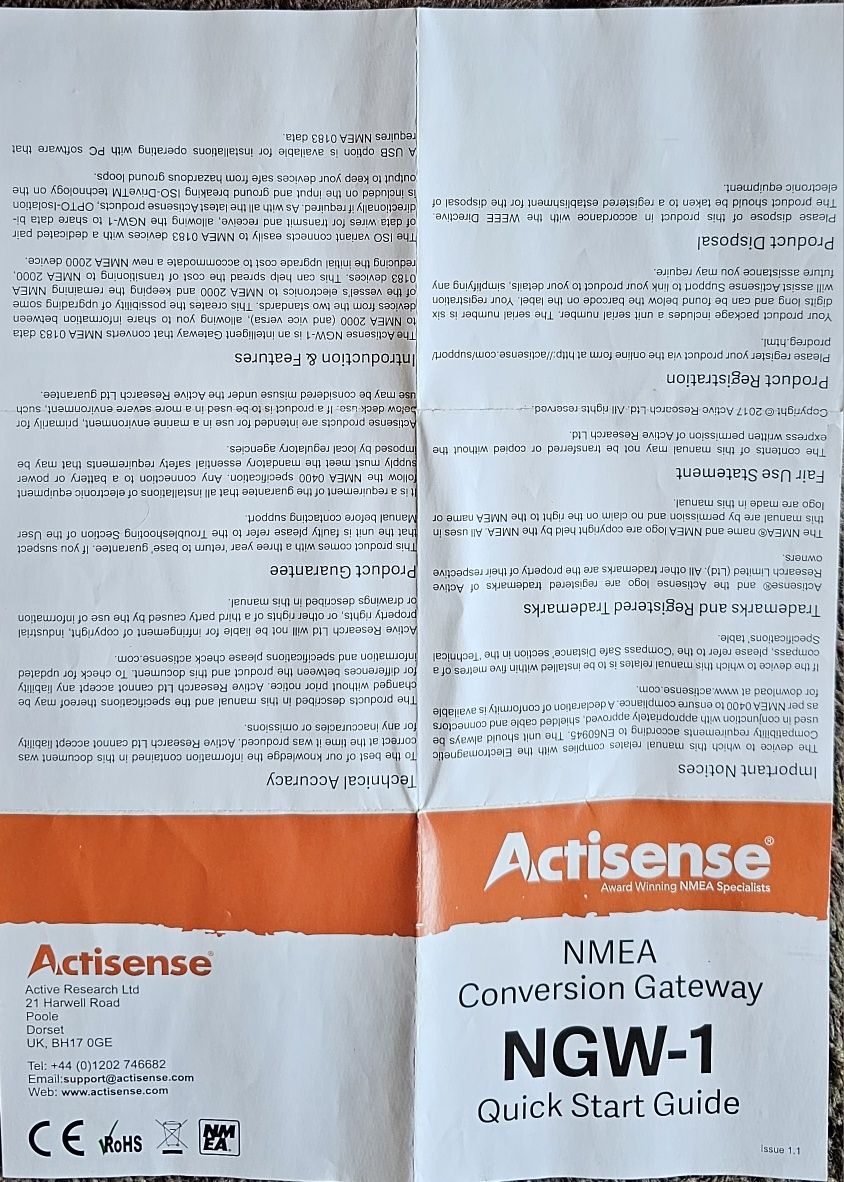 Actisense®
Award Winning NMEA Specialists
NMEA
Conversion Gateway
NGW-1
Quick Start Guide
issue 1.1
Actisense®
Active Research Ltd
21 Harwell Road
Poole
Dorset
UK, BH17 0GE
Tel: +44 (0)1202 746682
Email:support@actisense.com
Web: www.actisense.com
CE
RoHS
NM
EA
Important Notices
The device to which this manual relates complies with the Electromagnetic
Compatibility requirements according to EN60945. The unit should always be
used in conjunction with appropriately approved, shielded cable and connectors
as per NMEA 0400 to ensure compliance. A declaration of conformity is available
for download at www.actisense.com.
If the device to which this manual relates is to be installed within five metres of a
compass, please refer to the 'Compass Safe Distance' section in the 'Technical
Specifications' table.
Trademarks and Registered Trademarks
Actisense® and the Actisense logo are registered trademarks of Active
Research Limited (Ltd). All other trademarks are the property of their respective
owners.
The NMEA® name and NMEA logo are copyright held by the NMEA. All uses in
this manual are by permission and no claim on the right to the NMEA name or
logo are made in this manual.
Fair Use Statement
The contents of this manual may not be transferred or copied without the
express written permission of Active Research Ltd.
Copyright © 2017 Active Research Ltd. All rights reserved.
Product Registration
Please register your product via the online form at http://actisense.com/support/
prodreg.html.
Your product package includes a unit serial number. The serial number is six
digits long and can be found below the barcode on the label. Your registration
will assist Actisense Support to link your product to your details, simplifying any
future assistance you may require.
Product Disposal
Please dispose of this product in accordance with the WEEE Directive.
The product should be taken to a registered establishment for the disposal of
electronic equipment.
Technical Accuracy
To the best of our knowledge the information contained in this document was
correct at the time it was produced. Active Research Ltd cannot accept liability
for any inaccuracies or omissions.
The products described in this manual and the specifications thereof may be
changed without prior notice. Active Research Ltd cannot accept any liability
for differences between the product and this document. To check for updated
information and specifications please check actisense.com.
Active Research Ltd will not be liable for infringement of copyright, industrial
property rights, or other rights of a third party caused by the use of information
or drawings described in this manual.
Product Guarantee
This product comes with a three year 'return to base' guarantee. If you suspect
that the unit is faulty please refer to the Troubleshooting Section of the User
Manual before contacting support.
It is a requirement of the guarantee that all installations of electronic equipment
follow the NMEA 0400 specification. Any connection to a battery or power
supply must meet the mandatory essential safety requirements that may be
imposed by local regulatory agencies.
Actisense products are intended for use in a marine environment, primarily for
below deck use. If a product is to be used in a more severe environment, such
use may be considered misuse under the Active Research Ltd guarantee.
Introduction & Features
The Actisense NGW-1 is an intelligent Gateway that converts NMEA 0183 data
to NMEA 2000 (and vice versa), allowing you to share information between
devices from the two standards. This creates the possibility of upgrading some
of the vessel's electronics to NMEA 2000 and keeping the remaining NMEA
0183 devices. This can help spread the cost of transitioning to NMEA 2000,
reducing the initial upgrade cost to accommodate a new NMEA 2000 device.
The ISO variant connects easily to NMEA 0183 devices with a dedicated pair
of data wires for transmit and receive, allowing the NGW-1 to share data bi-
directionally if required. As with all the latest Actisense products, OPTO-Isolation
is included on the input and ground breaking ISO-DriveTM technology on the
output to keep your devices safe from hazardous ground loops.
A USB option is available for installations operating with PC software that
requires NMEA 0183 data.